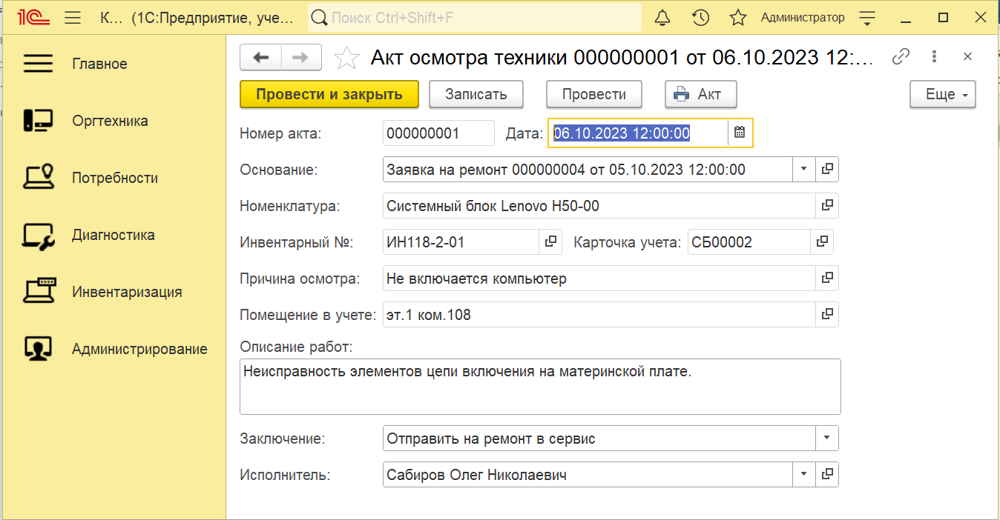 1С К... (1С:Предприятие, уче... Поиск Ctrl+Shift+F Администратор
Главное
Оргтехника
Потребности
Диагностика
Инвентаризация
Администрирование
Акт осмотра техники 000000001 от 06.10.2023 12:...
Провести и закрыть Записать Провести Акт Еще
Номер акта: 000000001 Дата: 06.10.2023 12:00:00
Основание: Заявка на ремонт 000000004 от 05.10.2023 12:00:00
Номенклатура: Системный блок Lenovo H50-00
Инвентарный №: ИН118-2-01 Карточка учета: СБ00002
Причина осмотра: Не включается компьютер
Помещение в учете: эт.1 ком.108
Описание работ:
Неисправность элементов цепи включения на материнской плате.
Заключение: Отправить на ремонт в сервис
Исполнитель: Сабиров Олег Николаевич